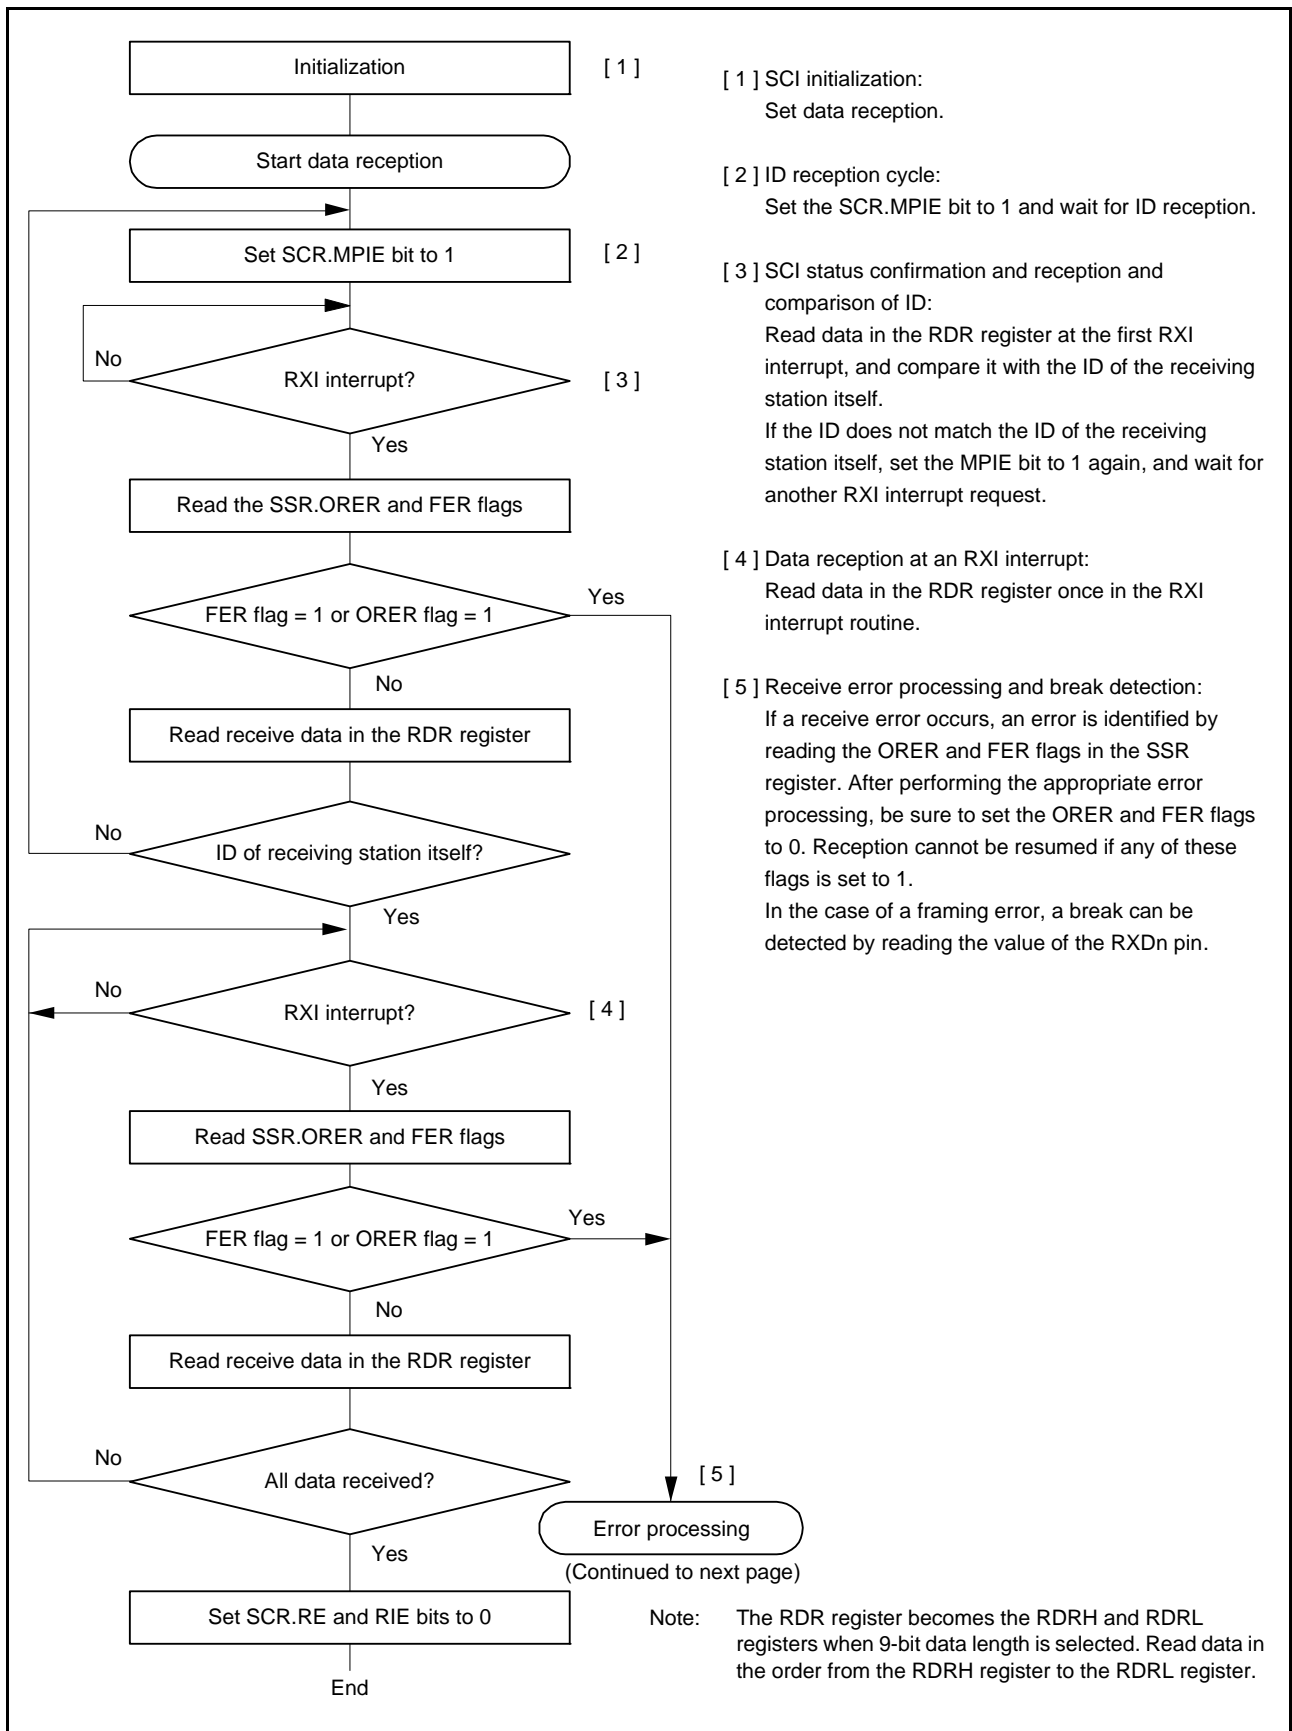 Initialization
[ 1 ]
Start data reception
Set SCR.MPIE bit to 1
[ 2 ]
No
RXI interrupt?
[ 3 ]
Yes
Read the SSR.ORER and FER flags
Yes
FER flag = 1 or ORER flag = 1
No
Read receive data in the RDR register
No
ID of receiving station itself?
Yes
No
RXI interrupt?
[ 4 ]
Yes
Read SSR.ORER and FER flags
Yes
FER flag = 1 or ORER flag = 1
No
Read receive data in the RDR register
No
All data received?
[ 5 ]
Error processing
(Continued to next page)
Yes
Set SCR.RE and RIE bits to 0
End
[ 1 ] SCI initialization:
Set data reception.
[ 2 ] ID reception cycle:
Set the SCR.MPIE bit to 1 and wait for ID reception.
[ 3 ] SCI status confirmation and reception and
comparison of ID:
Read data in the RDR register at the first RXI
interrupt, and compare it with the ID of the receiving
station itself.
If the ID does not match the ID of the receiving
station itself, set the MPIE bit to 1 again, and wait for
another RXI interrupt request.
[ 4 ] Data reception at an RXI interrupt:
Read data in the RDR register once in the RXI
interrupt routine.
[ 5 ] Receive error processing and break detection:
If a receive error occurs, an error is identified by
reading the ORER and FER flags in the SSR
register. After performing the appropriate error
processing, be sure to set the ORER and FER flags
to 0. Reception cannot be resumed if any of these
flags is set to 1.
In the case of a framing error, a break can be
detected by reading the value of the RXDn pin.
Note: The RDR register becomes the RDRH and RDRL
registers when 9-bit data length is selected. Read data in
the order from the RDRH register to the RDRL register.